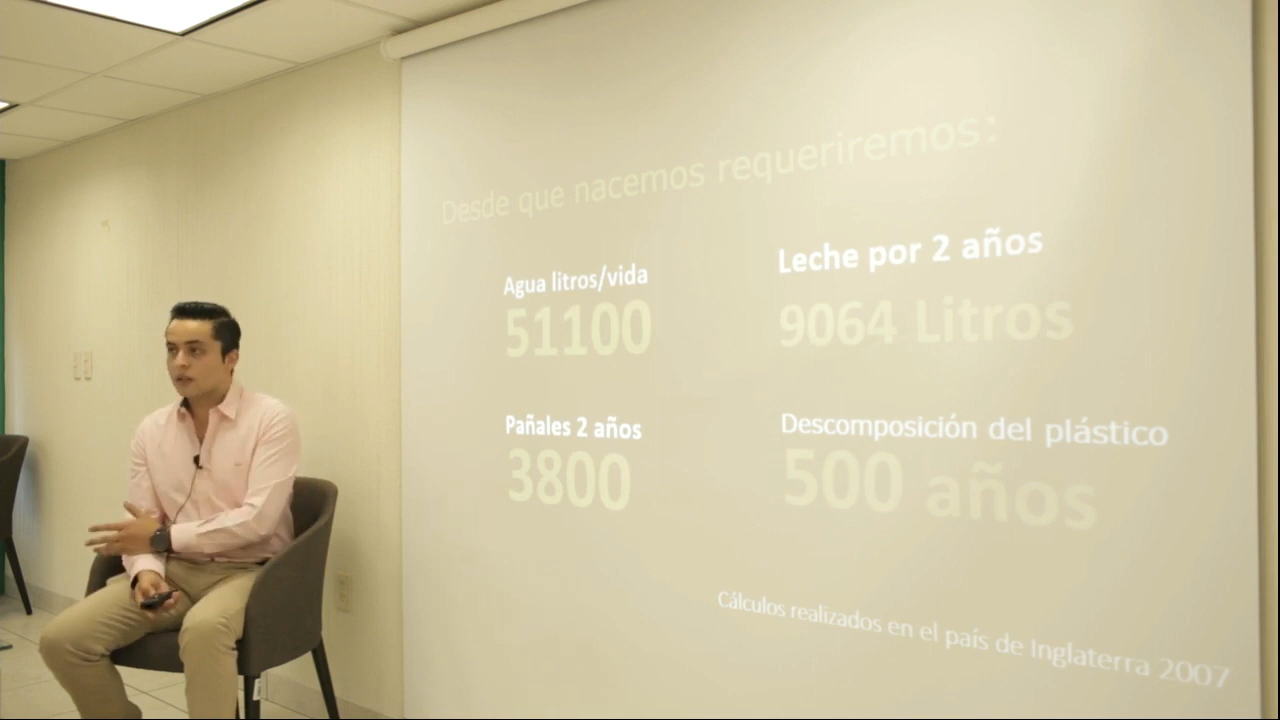 Desde que nacemos requeriremos:
Agua litros/vida
51100
Leche por 2 años
9064 Litros
Pañales 2 años
3800
Descomposición del plástico
500 años
Cálculos realizados en el país de Inglaterra 2007